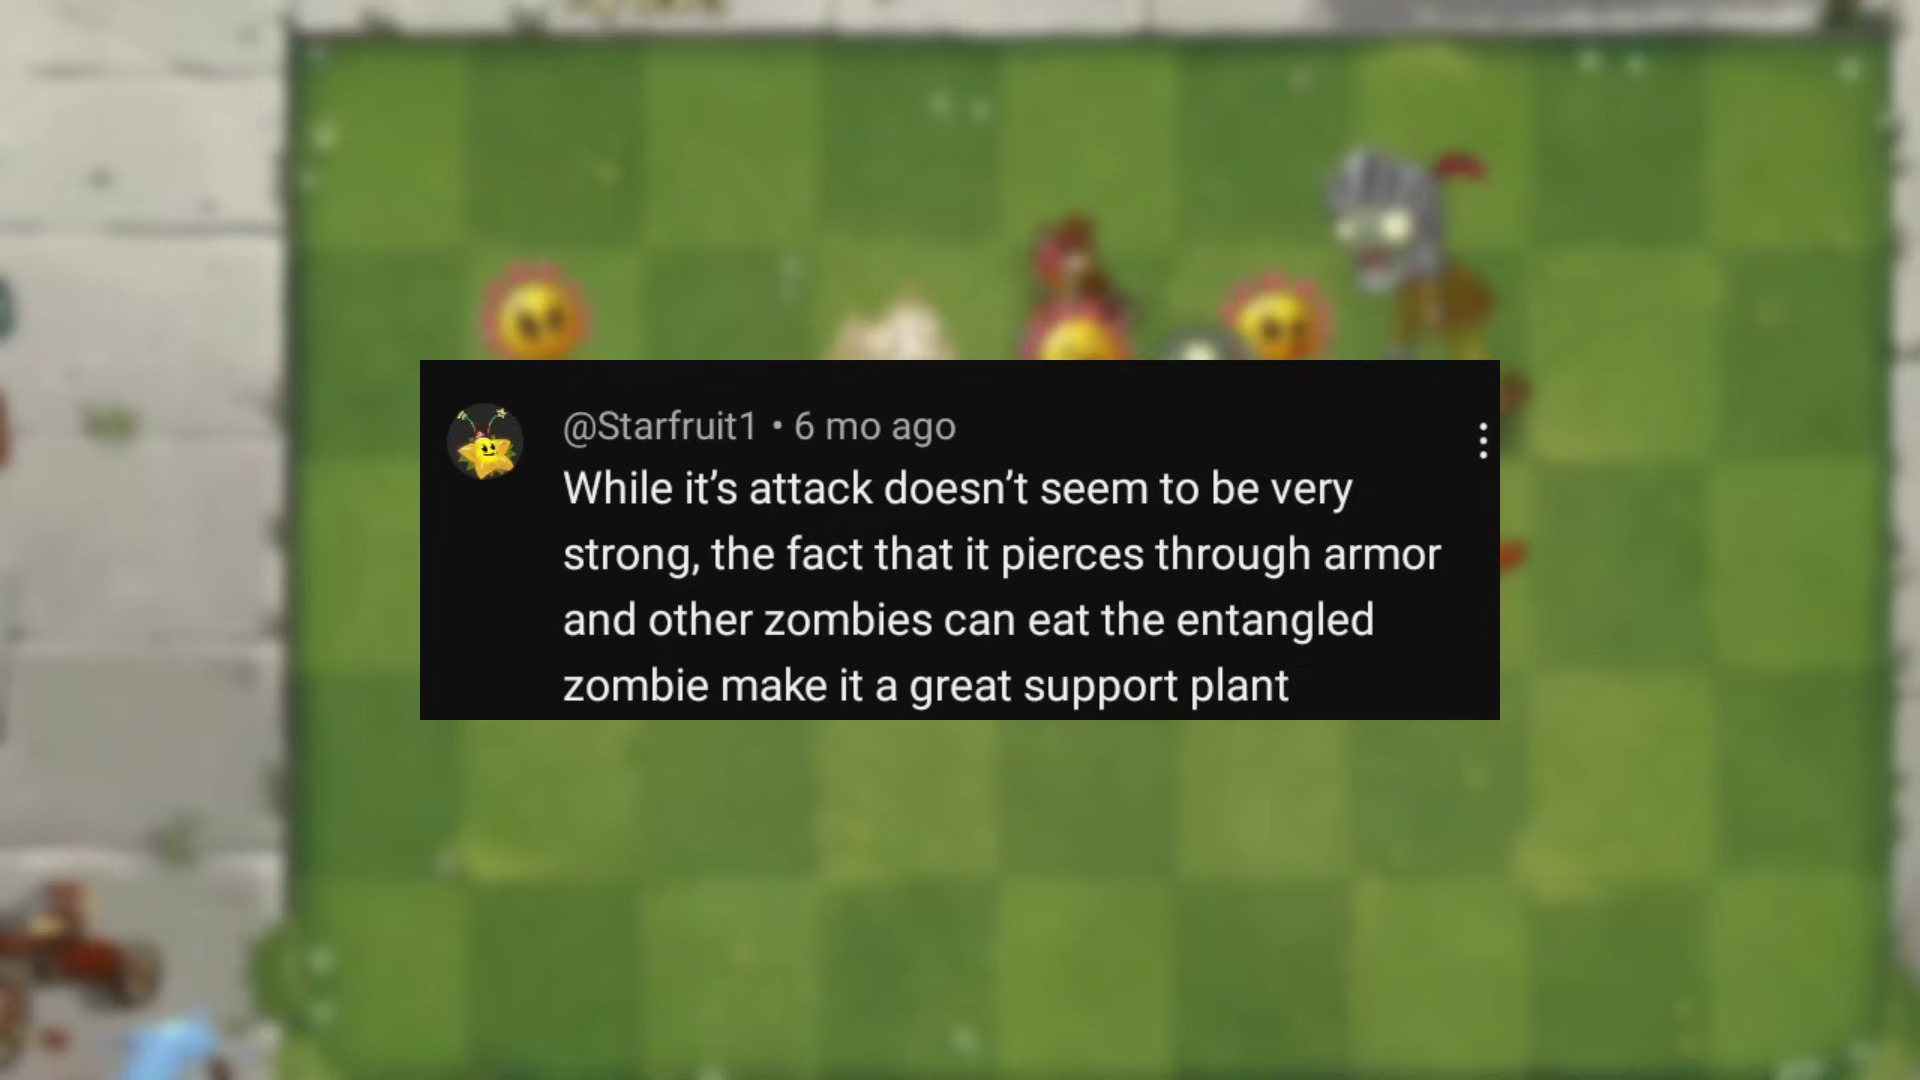 @Starfruit1 • 6 mo ago
While it’s attack doesn’t seem to be very
strong, the fact that it pierces through armor
and other zombies can eat the entangled
zombie make it a great support plant